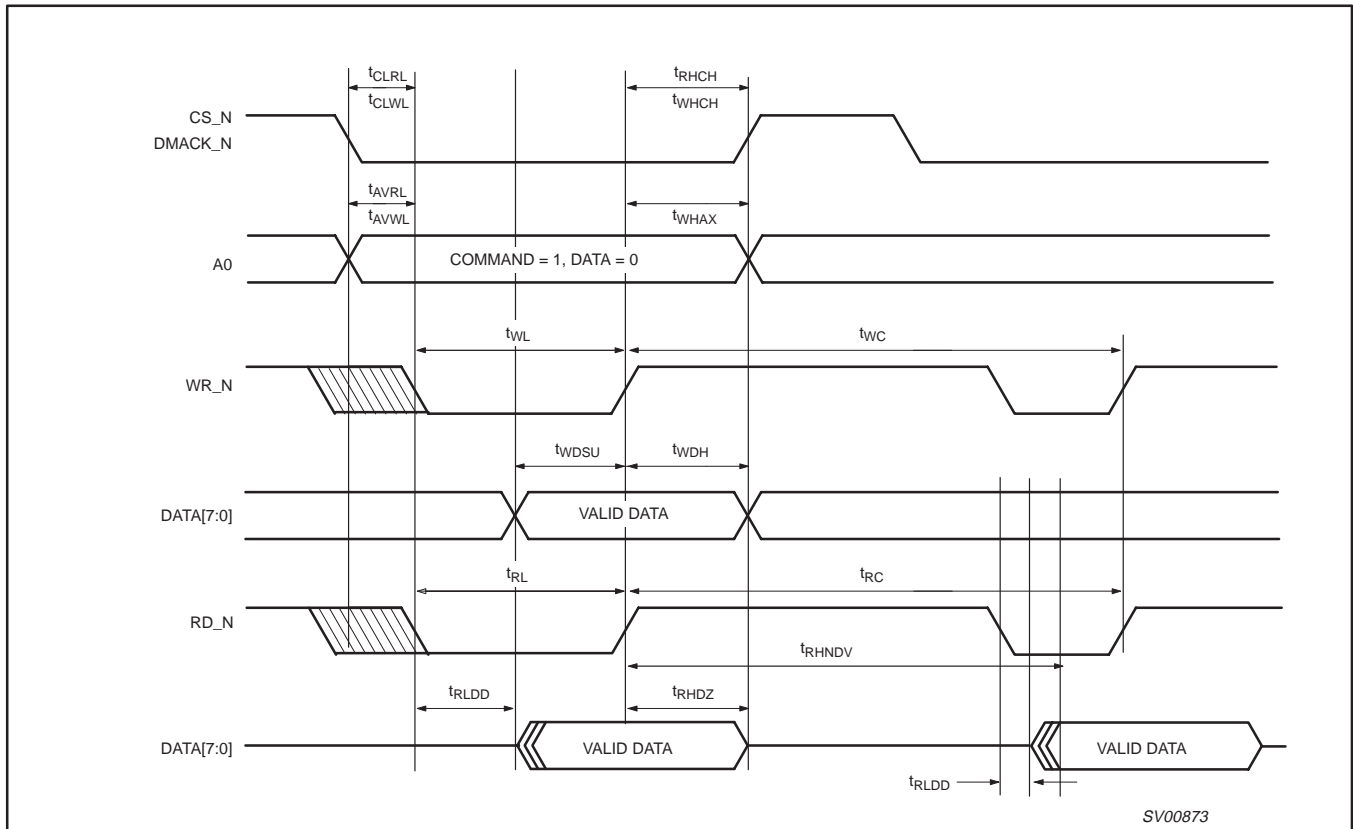 tCLRL
tRHCH
CS_N
tCLWL
tWHCH
DMACK_N
tAVRL
tAVWL
tWHAX
A0
COMMAND = 1, DATA = 0
tWL
tWC
WR_N
tWDSU
tWDH
DATA[7:0]
VALID DATA
tRL
tRC
RD_N
tRHNDV
tRLDD
tRHDZ
DATA[7:0]
VALID DATA
VALID DATA
tRLDD
SV00873